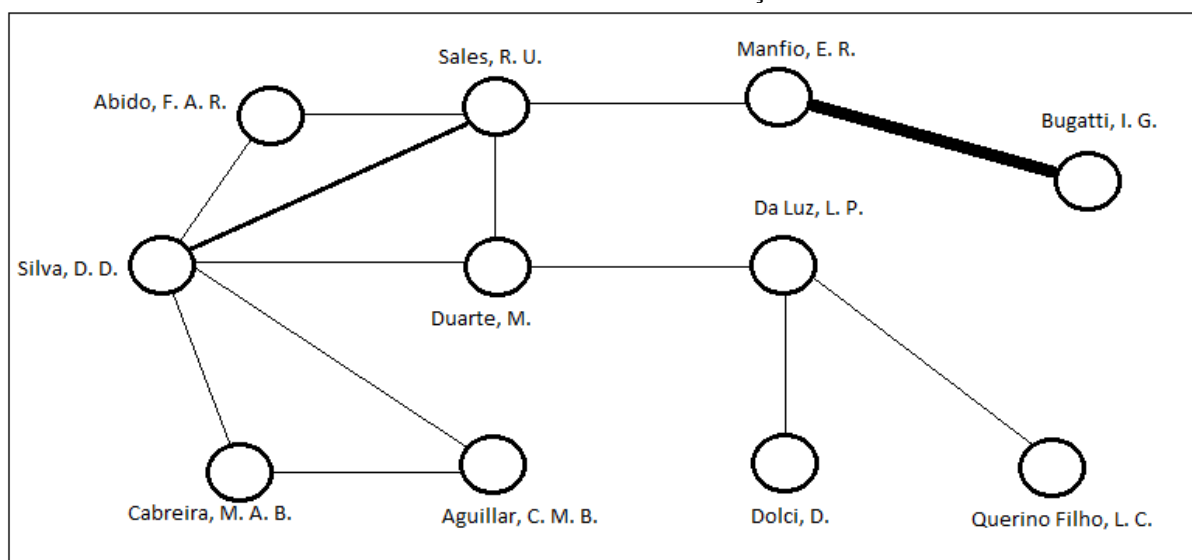 Sales, R. U.
Manfio, E. R.
Abido, F. A. R.
Bugatti, I. G.
Da Luz, L. P.
Silva, D. D.
Duarte, M.
Cabreira, M. A. B.
Aguillar, C. M. B.
Dolci, D.
Querino Filho, L. C.